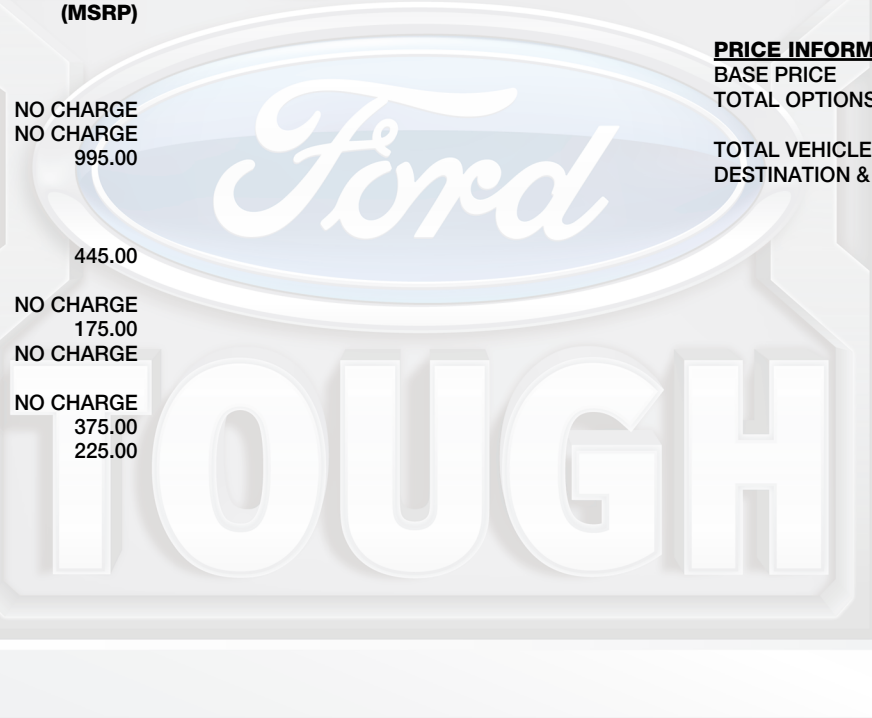 (MSRP)
NO CHARGE
NO CHARGE
995.00
445.00
NO CHARGE
175.00
NO CHARGE
NO CHARGE
375.00
225.00
PRICE INFORM
BASE PRICE
TOTAL OPTIONS
TOTAL VEHICLE
DESTINATION &
Ford
TOUGH